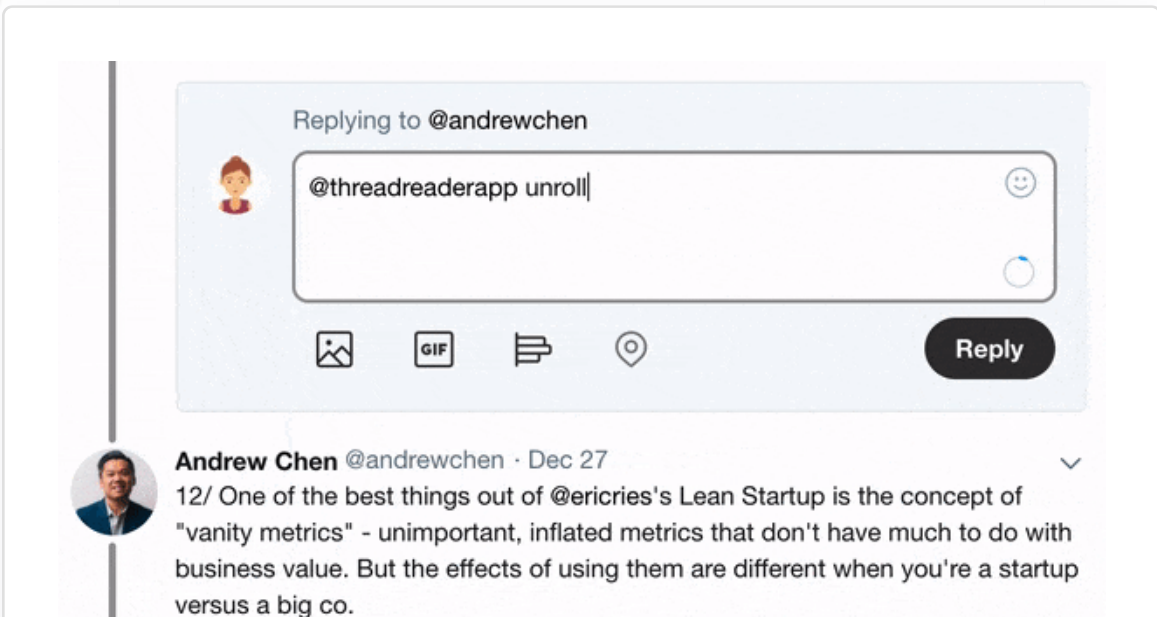 Replying to @andrewchen
@threadreaderapp unroll
GIF
Reply
Andrew Chen @andrewchen · Dec 27
12/ One of the best things out of @ericries's Lean Startup is the concept of
"vanity metrics" - unimportant, inflated metrics that don't have much to do with
business value. But the effects of using them are different when you're a startup
versus a big co.